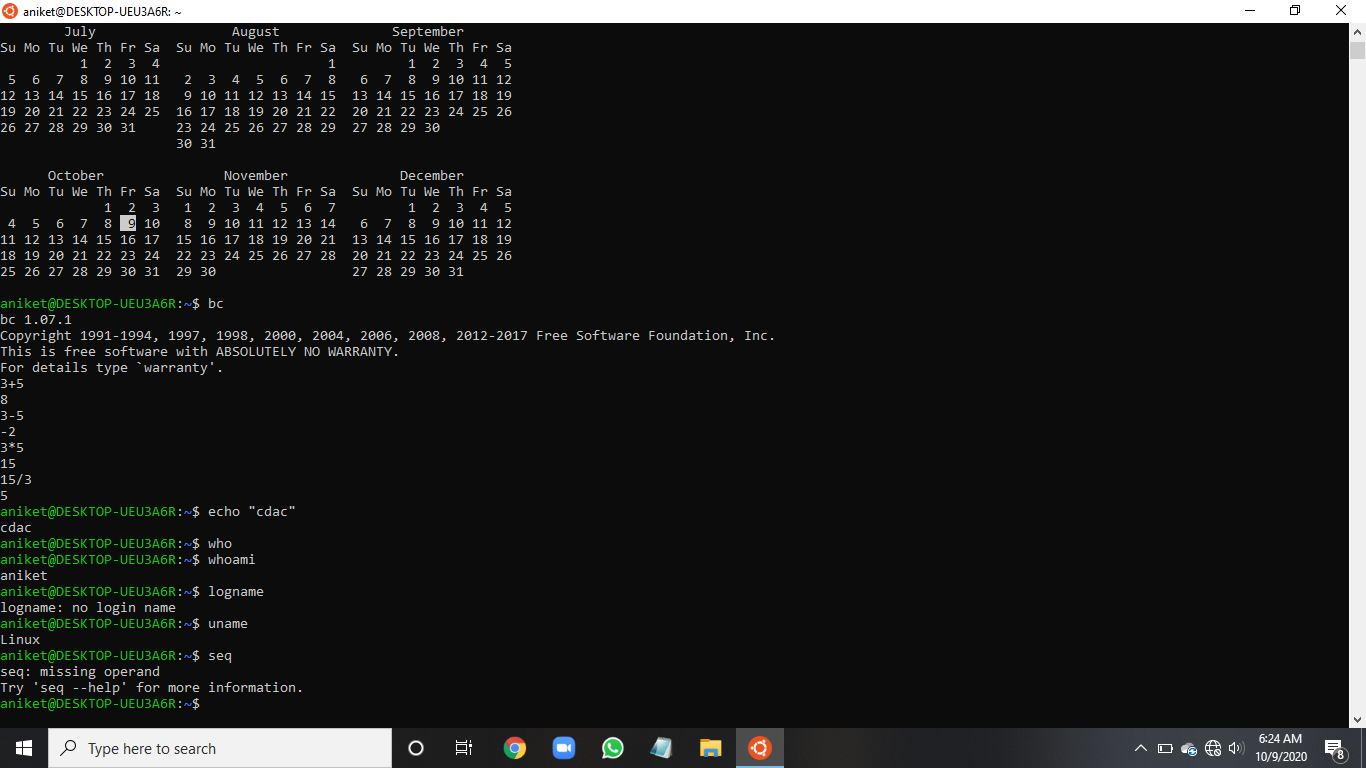 aniket@DESKTOP-UEU3A6R: ~
      July                 August              September
Su Mo Tu We Th Fr Sa  Su Mo Tu We Th Fr Sa  Su Mo Tu We Th Fr Sa
          1  2  3  4                     1         1  2  3  4  5
 5  6  7  8  9 10 11   2  3  4  5  6  7  8   6  7  8  9 10 11 12
12 13 14 15 16 17 18   9 10 11 12 13 14 15  13 14 15 16 17 18 19
19 20 21 22 23 24 25  16 17 18 19 20 21 22  20 21 22 23 24 25 26
26 27 28 29 30 31     23 24 25 26 27 28 29  27 28 29 30
                      30 31
      October               November              December
Su Mo Tu We Th Fr Sa  Su Mo Tu We Th Fr Sa  Su Mo Tu We Th Fr Sa
             1  2  3   1  2  3  4  5  6  7         1  2  3  4  5
 4  5  6  7  8  9 10   8  9 10 11 12 13 14   6  7  8  9 10 11 12
11 12 13 14 15 16 17  15 16 17 18 19 20 21  13 14 15 16 17 18 19
18 19 20 21 22 23 24  22 23 24 25 26 27 28  20 21 22 23 24 25 26
25 26 27 28 29 30 31  29 30                 27 28 29 30 31
aniket@DESKTOP-UEU3A6R:~$ bc
bc 1.07.1
Copyright 1991-1994, 1997, 1998, 2000, 2004, 2006, 2008, 2012-2017 Free Software Foundation, Inc.
This is free software with ABSOLUTELY NO WARRANTY.
For details type `warranty'.
3+5
8
3-5
-2
3*5
15
15/3
5
aniket@DESKTOP-UEU3A6R:~$ echo "cdac"
cdac
aniket@DESKTOP-UEU3A6R:~$ who
aniket@DESKTOP-UEU3A6R:~$ whoami
aniket
aniket@DESKTOP-UEU3A6R:~$ logname
logname: no login name
aniket@DESKTOP-UEU3A6R:~$ uname
Linux
aniket@DESKTOP-UEU3A6R:~$ seq
seq: missing operand
Try 'seq --help' for more information.
aniket@DESKTOP-UEU3A6R:~$
Type here to search
6:24 AM
10/9/2020
8